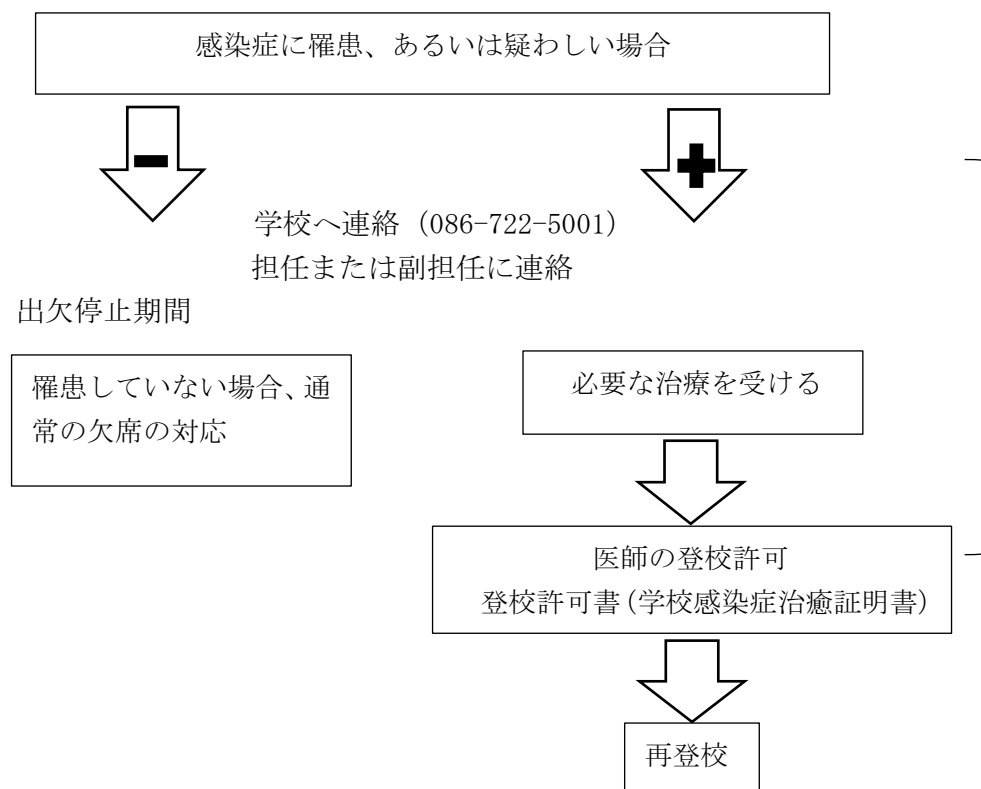 感染症に罹患、あるいは疑わしい場合
学校へ連絡（086-722-5001）
担任または副担任に連絡
出欠停止期間
罹患していない場合、通
常の欠席の対応
必要な治療を受ける
医師の登校許可
登校許可書（学校感染症治癒証明書）
再登校